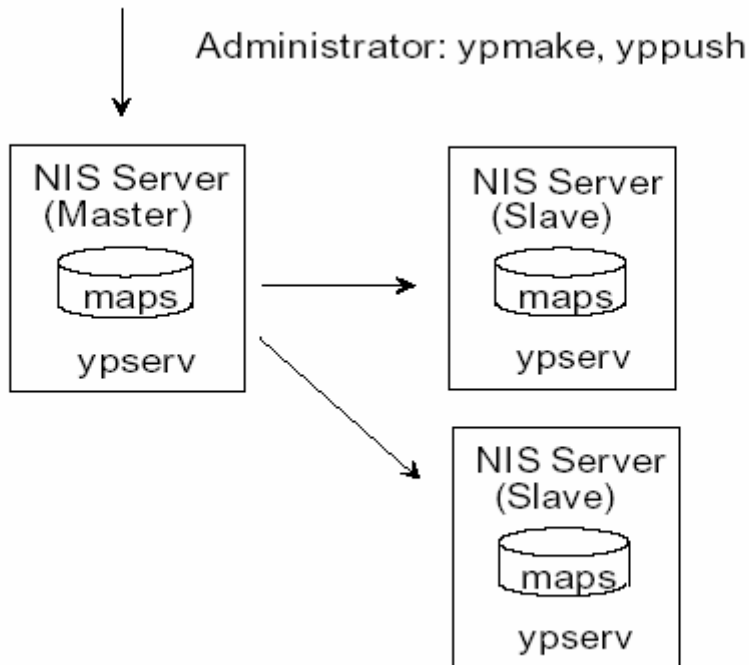 Administrator: ypmake, yppush
NIS Server
(Master)
maps
ypserv
NIS Server
(Slave)
maps
ypserv
NIS Server
(Slave)
maps
ypserv